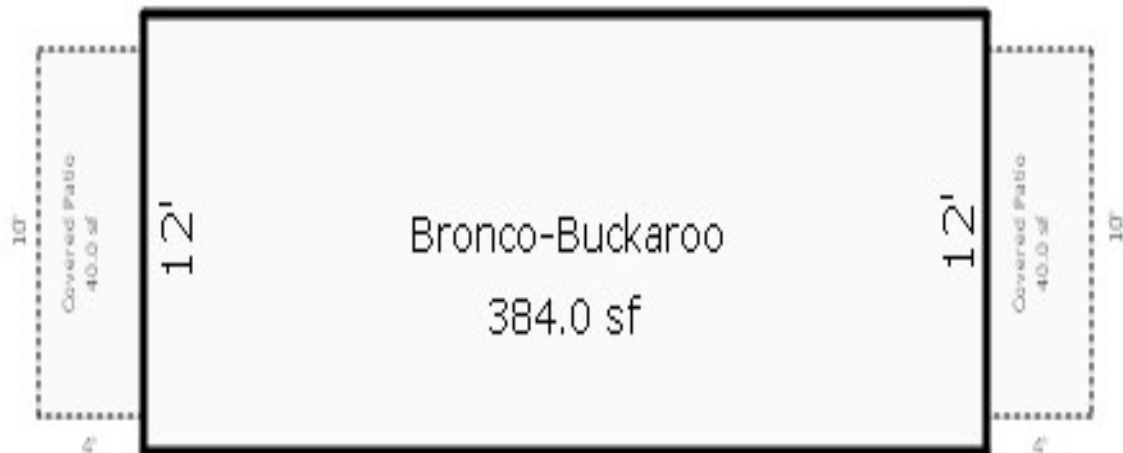 10'
Covered Patio
40.0 sf
4'
12'
Bronco-Buckaroo
384.0 sf
12'
Covered Patio
40.0 sf
10'
4'